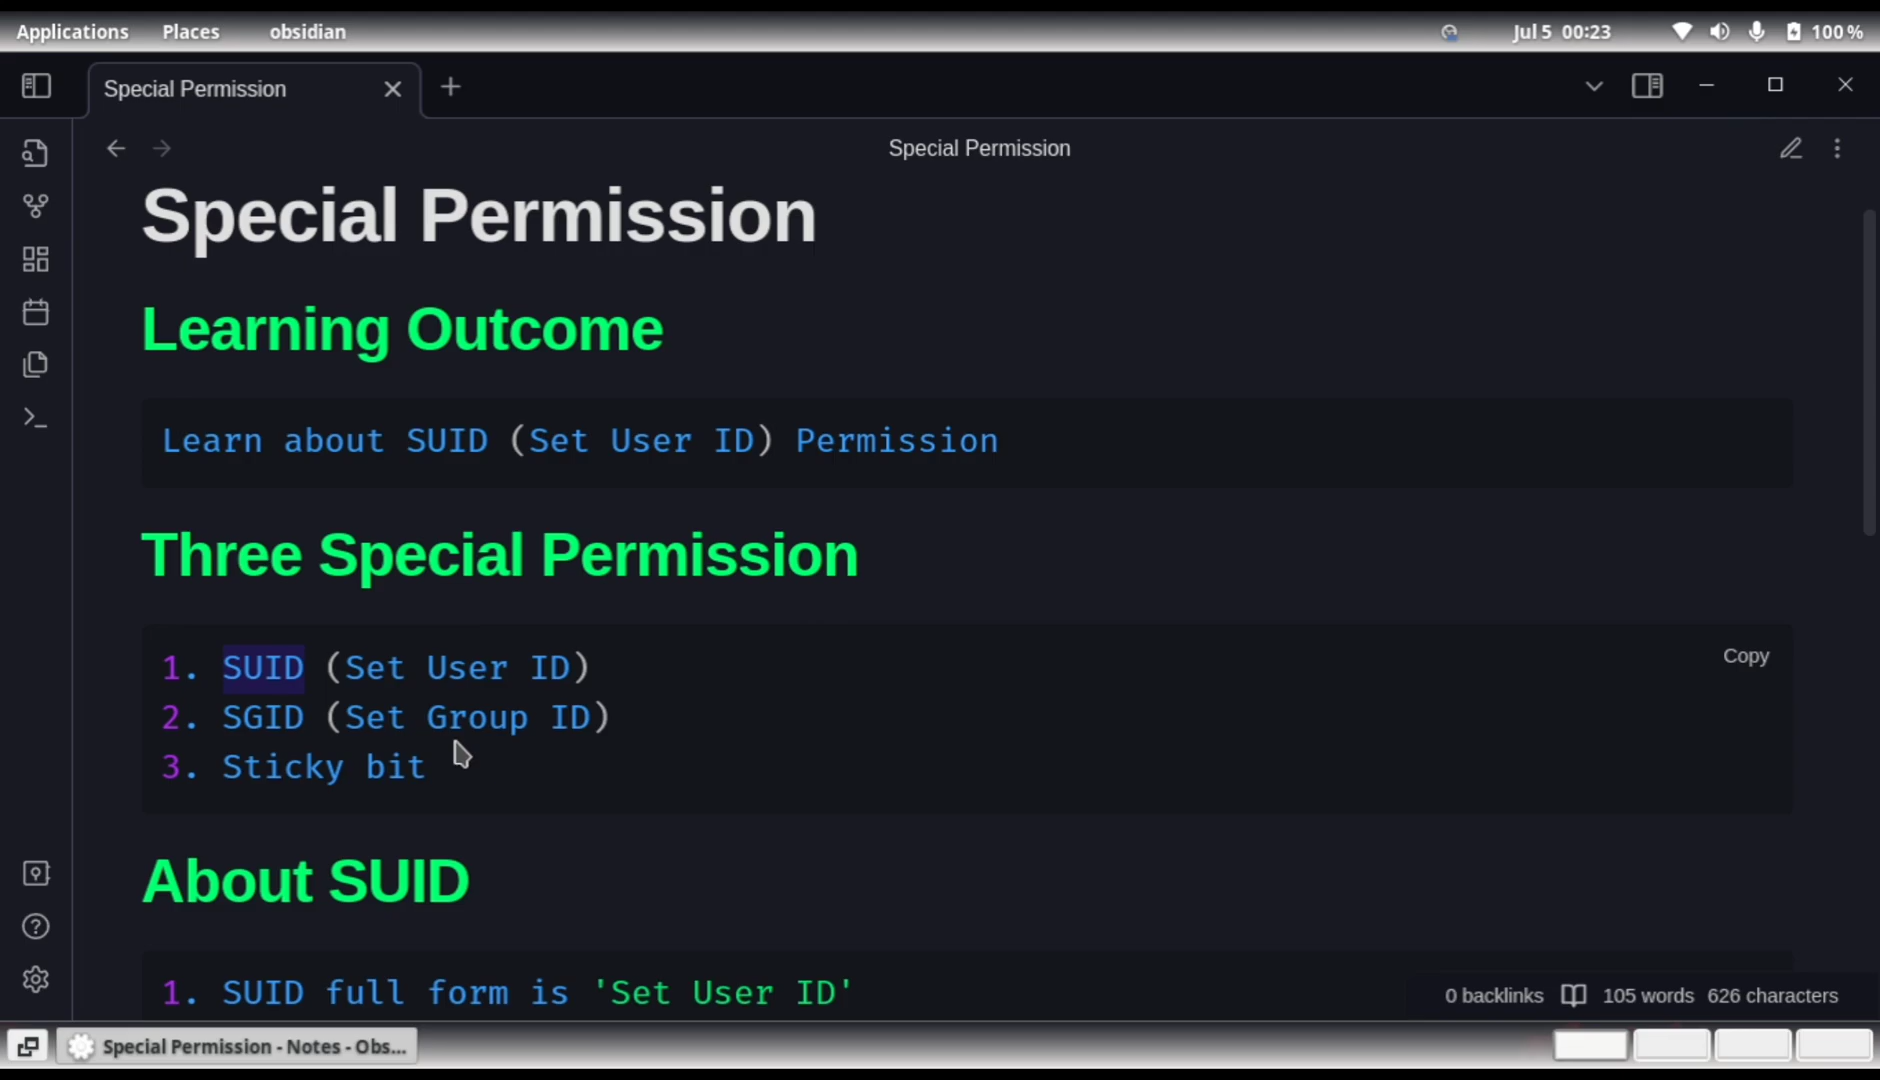 Applications Places obsidian Jul 5 00:23 100%
Special Permission
Special Permission
Special Permission
Learning Outcome
Learn about SUID (Set User ID) Permission
Three Special Permission
Copy
1. SUID (Set User ID)
2. SGID (Set Group ID)
3. Sticky bit
About SUID
1. SUID full form is 'Set User ID'
0 backlinks 105 words 626 characters
Special Permission - Notes - Obs...